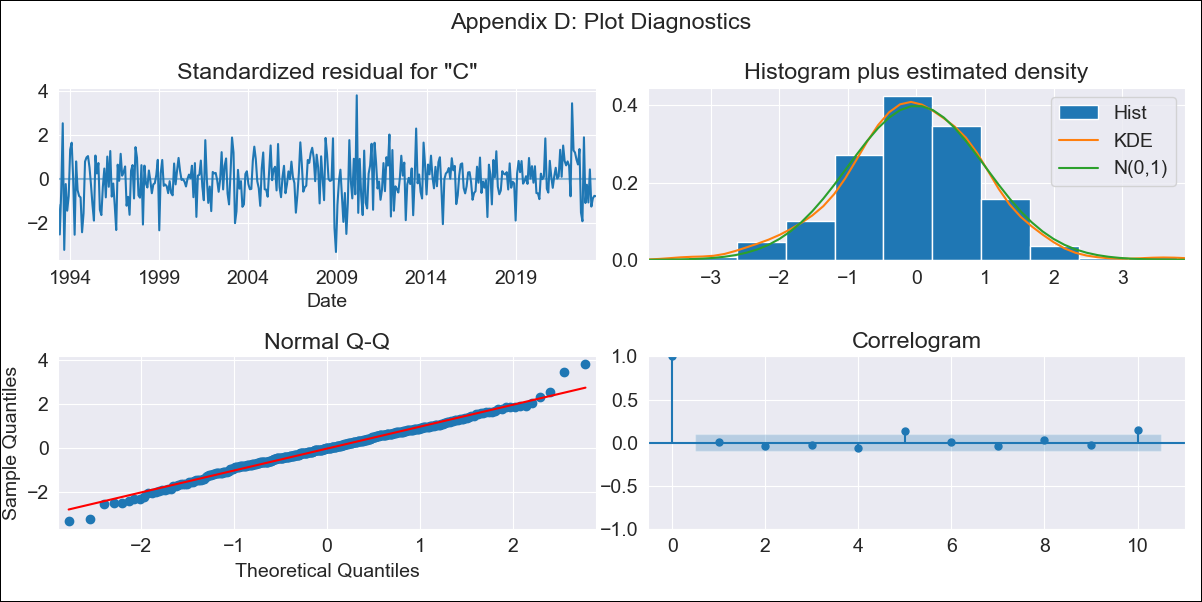 Appendix D: Plot Diagnostics
Standardized residual for "C"
4
2
0
−2
1994 1999 2004 2009 2014 2019
Date
Histogram plus estimated density
0.4
0.2
0.0
Hist
KDE
N(0,1)
−3 −2 −1 0 1 2 3
Normal Q-Q
Sample Quantiles
4
2
0
−2
−2 −1 0 1 2
Theoretical Quantiles
Correlogram
1.0
0.5
0.0
−0.5
−1.0
0 2 4 6 8 10